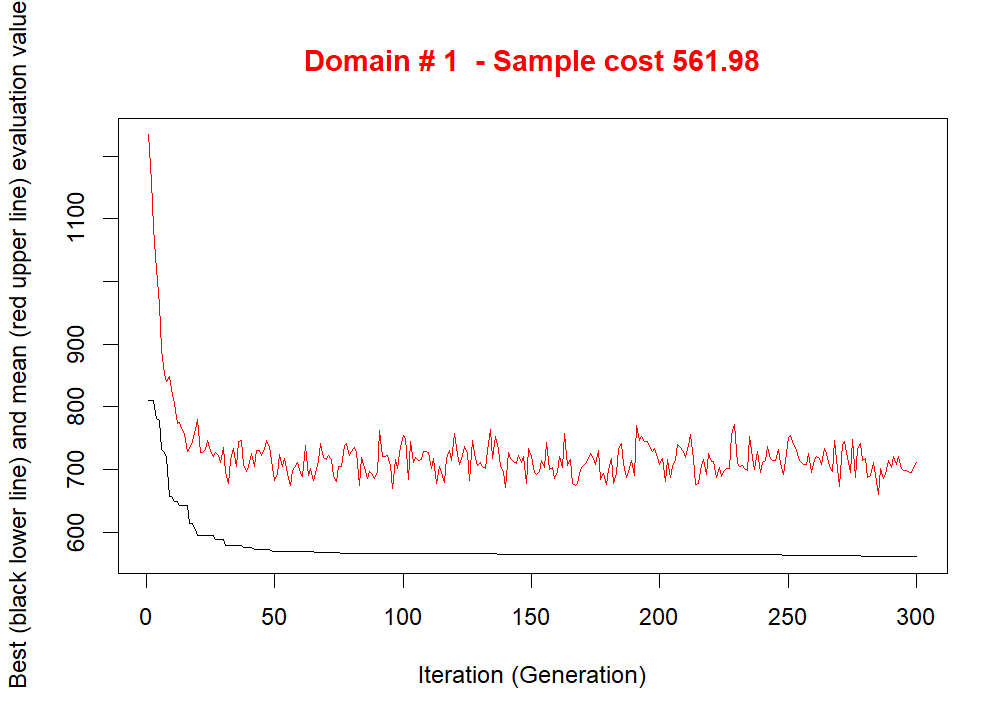 Domain # 1  - Sample cost 561.98
Best (black lower line) and mean (red upper line) evaluation value
1100
900
800
700
600
0 50 100 150 200 250 300
Iteration (Generation)